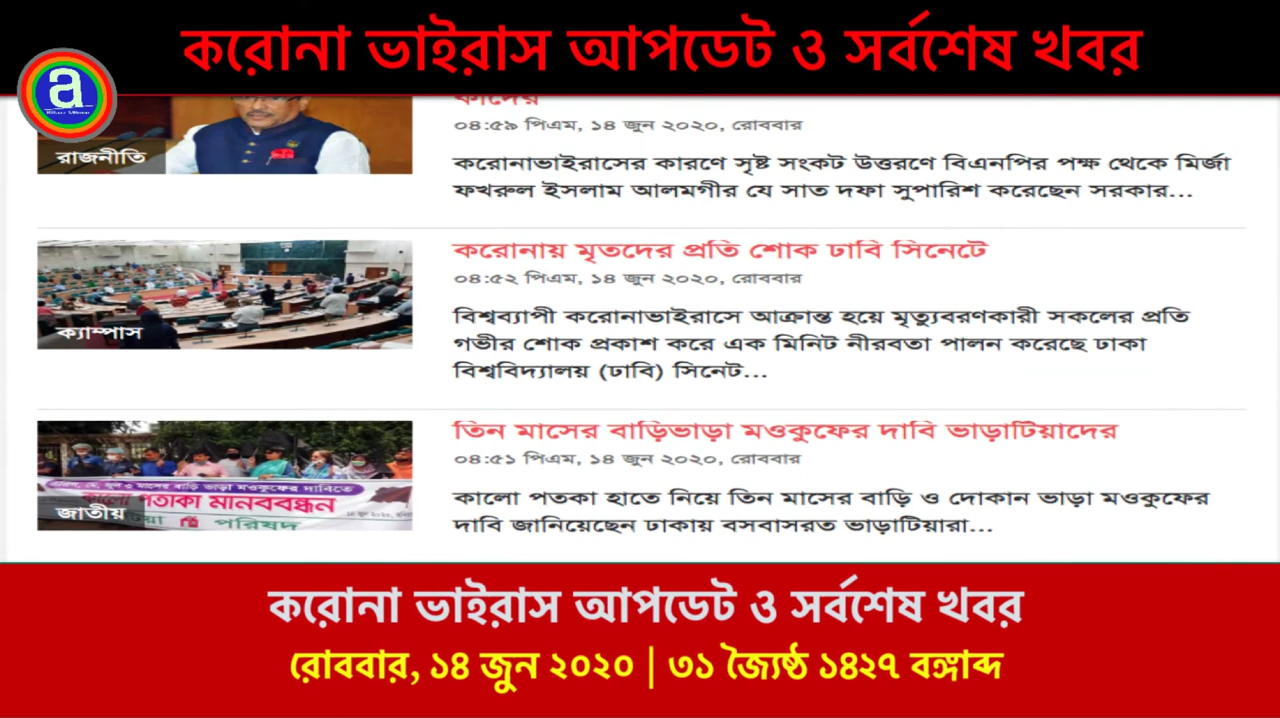 করোনা ভাইরাস আপডেট ও সর্বশেষ খবর
a
কাদের
০৪:৫৯ পিএম, ১৪ জুন ২০২০, রোববার
রাজনীতি
করোনাভাইরাসের কারণে সৃষ্ট সংকট উত্তরণে বিএনপির পক্ষ থেকে মির্জা
ফখরুল ইসলাম আলমগীর যে সাত দফা সুপারিশ করেছেন সরকার...
করোনায় মৃতদের প্রতি শোক ঢাবি সিনেটে
০৪:৫২ পিএম, ১৪ জুন ২০২০, রোববার
ক্যাম্পাস
বিশ্বব্যাপী করোনাভাইরাসে আক্রান্ত হয়ে মৃত্যুবরণকারী সকলের প্রতি
গভীর শোক প্রকাশ করে এক মিনিট নীরবতা পালন করেছে ঢাকা
বিশ্ববিদ্যালয় (ঢাবি) সিনেট...
তিন মাসের বাড়িভাড়া মওকুফের দাবি ভাড়াটিয়াদের
০৪:৫১ পিএম, ১৪ জুন ২০২০, রোববার
মে, জুন ৩ মাসের বাড়ি ভাড়া মওকুফের দাবিতে
কালো পতাকা মানববন্ধন
জাতীয়
পরিষদ
কালো পতকা হাতে নিয়ে তিন মাসের বাড়ি ও দোকান ভাড়া মওকুফের
দাবি জানিয়েছেন ঢাকায় বসবাসরত ভাড়াটিয়ারা...
করোনা ভাইরাস আপডেট ও সর্বশেষ খবর
রোববার, ১৪ জুন ২০২০ | ৩১ জ্যৈষ্ঠ ১৪২৭ বঙ্গাব্দ